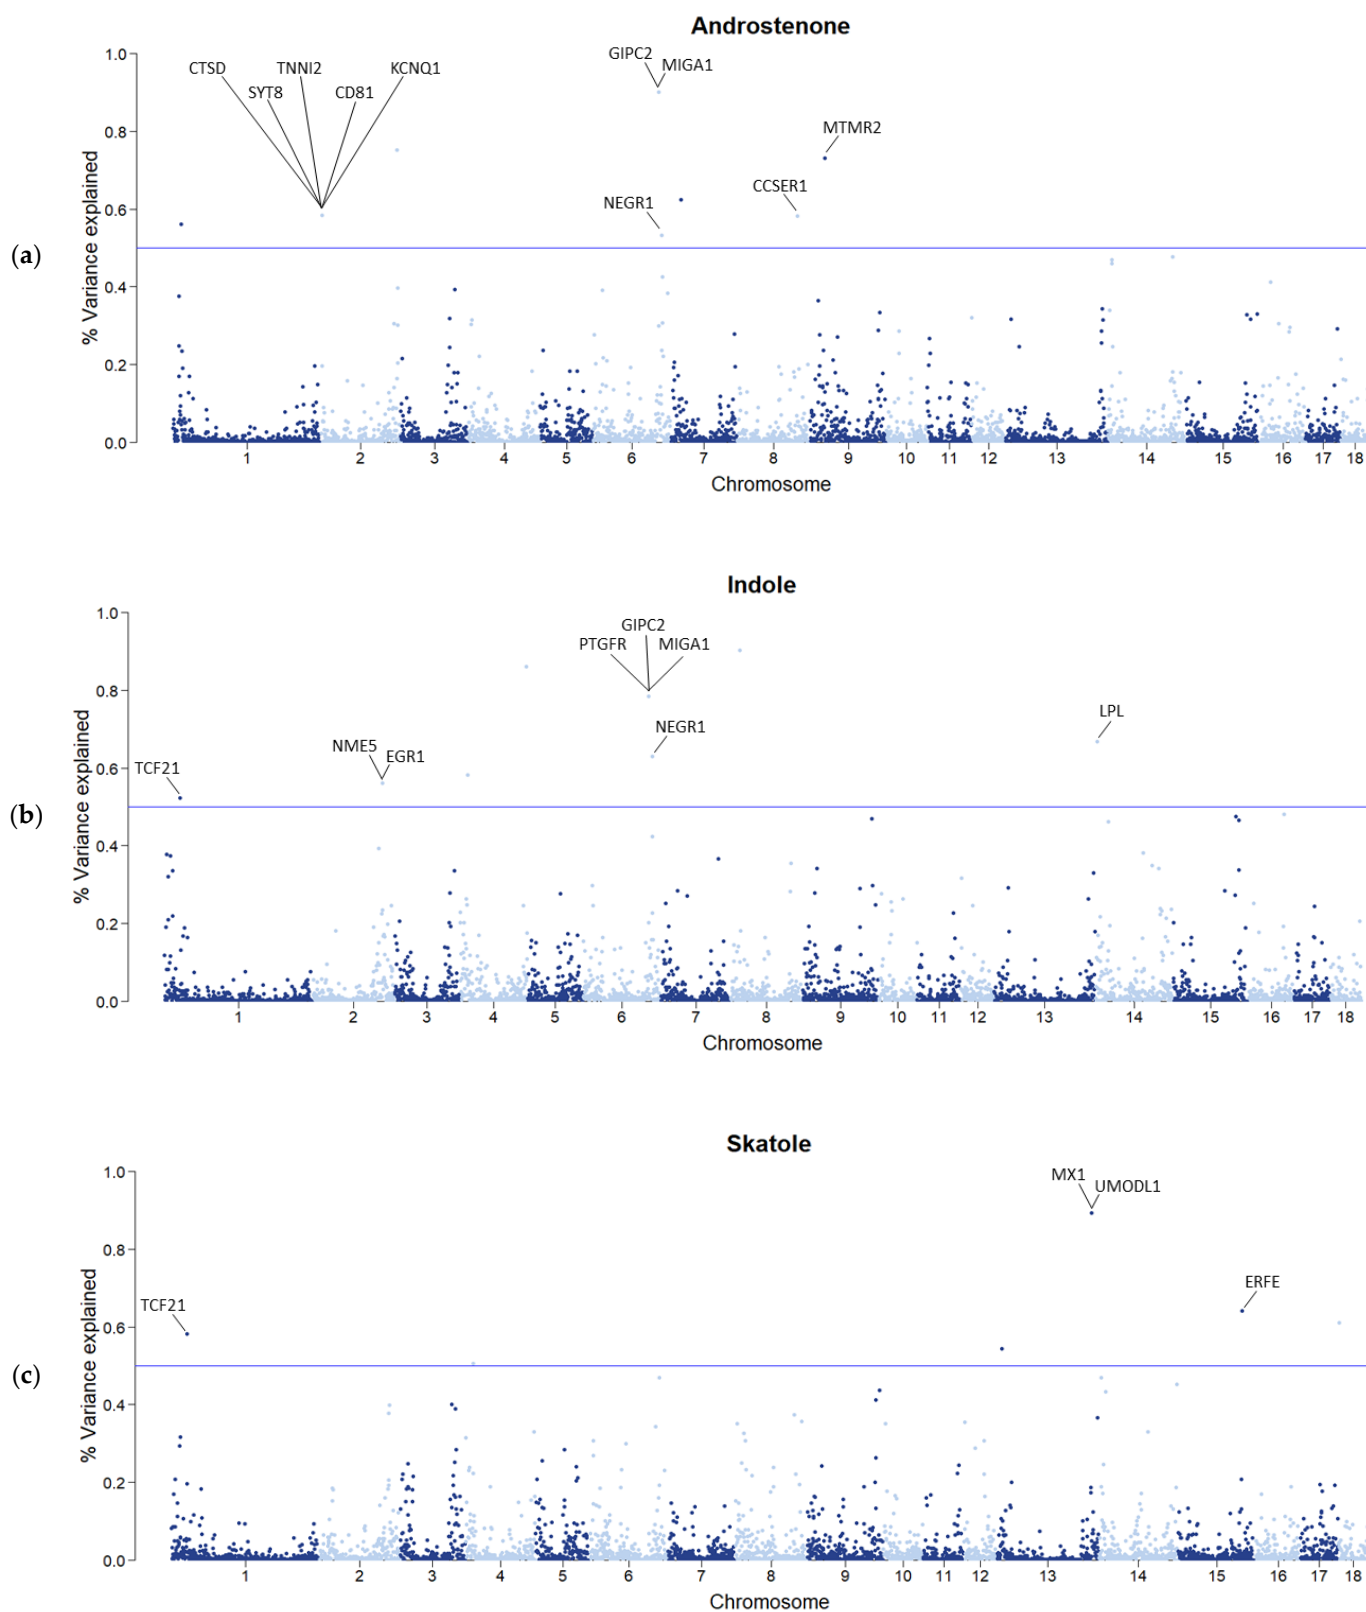 Androstenone
1.0
GIPC2
MIGA1
CTSD
TNNI2
KCNQ1
SYT8
CD81
0.8
MTMR2
CCSER1
NEGR1
0.6
(a)
% Variance explained
0.4
0.2
0.0
1 2 3 4 5 6 7 8 9 10 11 12 13 14 15 16 17 18
Chromosome
Indole
1.0
GIPC2
PTGFR
MIGA1
0.8
LPL
NEGR1
NME5
EGR1
TCF21
0.6
(b)
% Variance explained
0.4
0.2
0.0
1 2 3 4 5 6 7 8 9 10 11 12 13 14 15 16 17 18
Chromosome
Skatole
1.0
MX1
UMODL1
0.8
ERFE
TCF21
0.6
(c)
% Variance explained
0.4
0.2
0.0
1 2 3 4 5 6 7 8 9 10 11 12 13 14 15 16 17 18
Chromosome